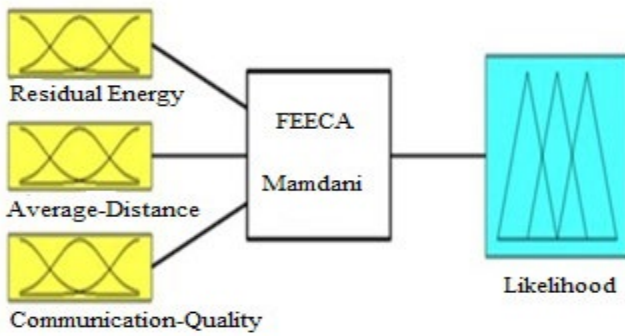 Residual Energy
Average-Distance
Communication-Quality
FEECA
Mamdani
Likelihood